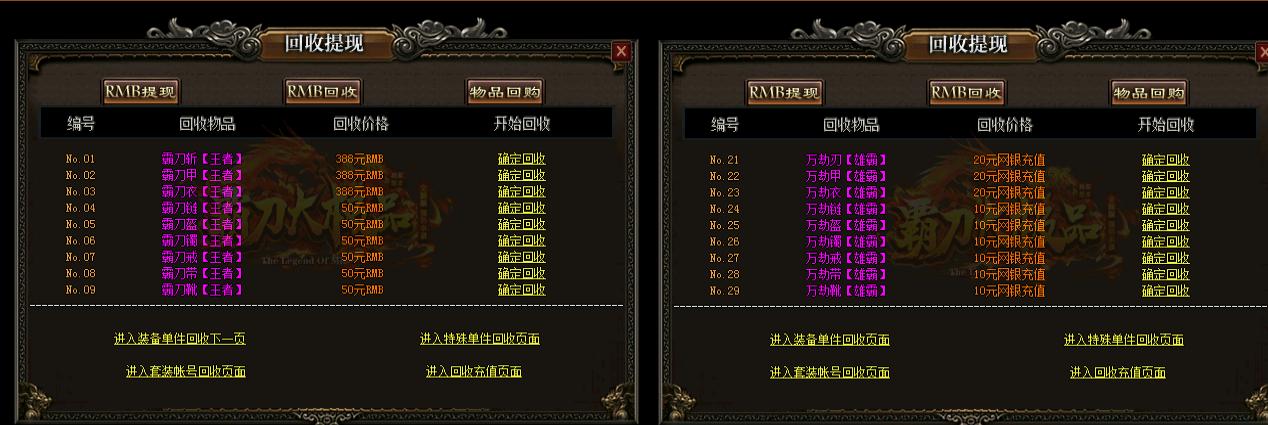 回收提现
X
RMB提现 RMB回收 物品回购
编号 回收物品 回收价格 开始回收
No.01 霸刀斩【王者】 388元RMB 确定回收
No.02 霸刀甲【王者】 388元RMB 确定回收
No.03 霸刀衣【王者】 388元RMB 确定回收
No.04 霸刀链【王者】 50元RMB 确定回收
No.05 霸刀盔【王者】 50元RMB 确定回收
No.06 霸刀镯【王者】 50元RMB 确定回收
No.07 霸刀戒【王者】 50元RMB 确定回收
No.08 霸刀带【王者】 50元RMB 确定回收
No.09 霸刀靴【王者】 50元RMB 确定回收
进入装备单件回收下一页 进入特殊单件回收页面
进入套装帐号回收页面 进入回收充值页面
回收提现
X
RMB提现 RMB回收 物品回购
编号 回收物品 回收价格 开始回收
No.21 万劫刃【雄霸】 20元网银充值 确定回收
No.22 万劫甲【雄霸】 20元网银充值 确定回收
No.23 万劫衣【雄霸】 20元网银充值 确定回收
No.24 万劫链【雄霸】 10元网银充值 确定回收
No.25 万劫盔【雄霸】 10元网银充值 确定回收
No.26 万劫镯【雄霸】 10元网银充值 确定回收
No.27 万劫戒【雄霸】 10元网银充值 确定回收
No.28 万劫带【雄霸】 10元网银充值 确定回收
No.29 万劫靴【雄霸】 10元网银充值 确定回收
进入装备单件回收页面 进入特殊单件回收页面
进入套装帐号回收页面 进入回收充值页面